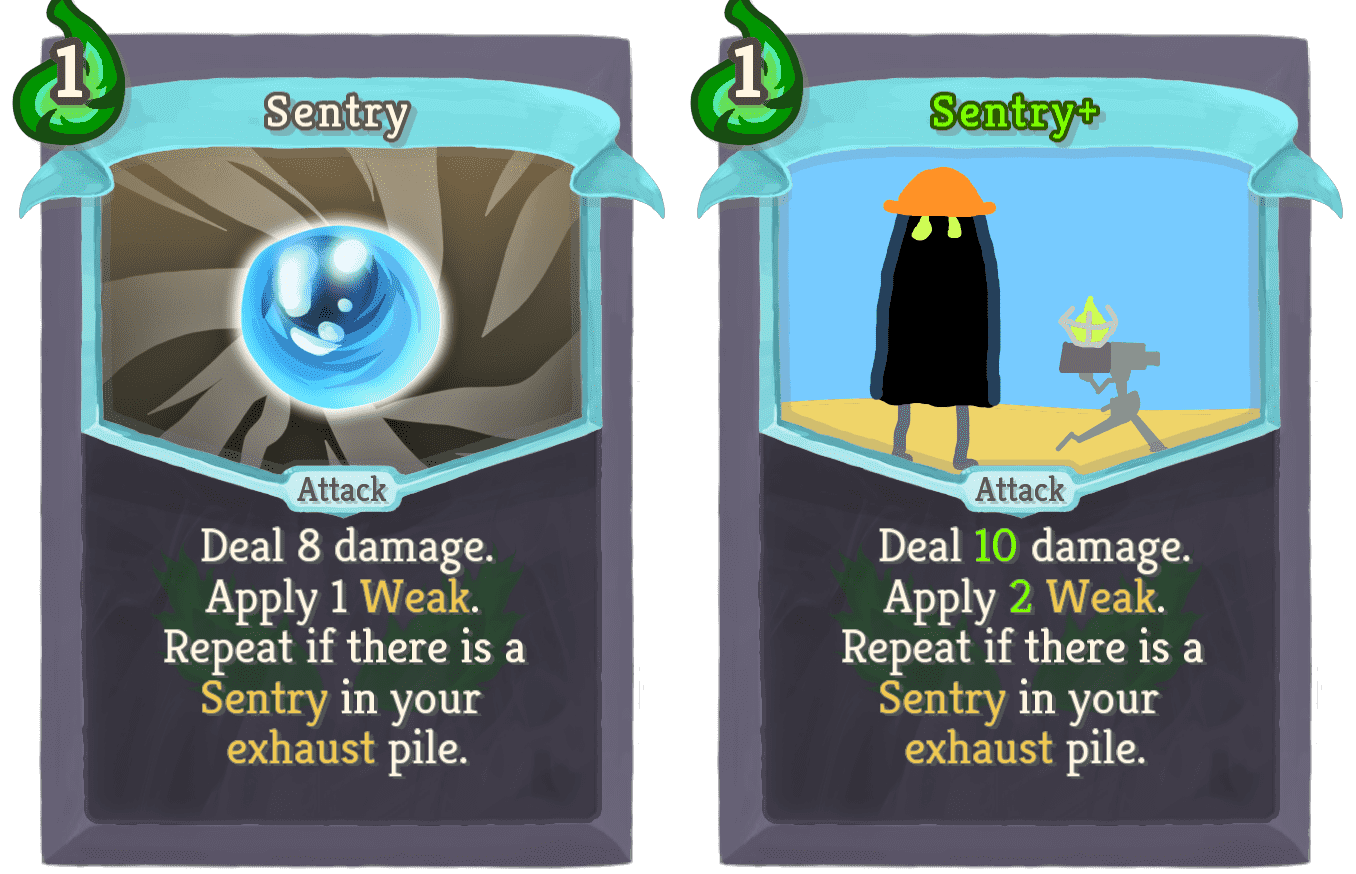 1
Sentry
Attack
Deal 8 damage.
Apply 1 Weak.
Repeat if there is a
Sentry in your
exhaust pile.
1
Sentry+
Attack
Deal 10 damage.
Apply 2 Weak.
Repeat if there is a
Sentry in your
exhaust pile.